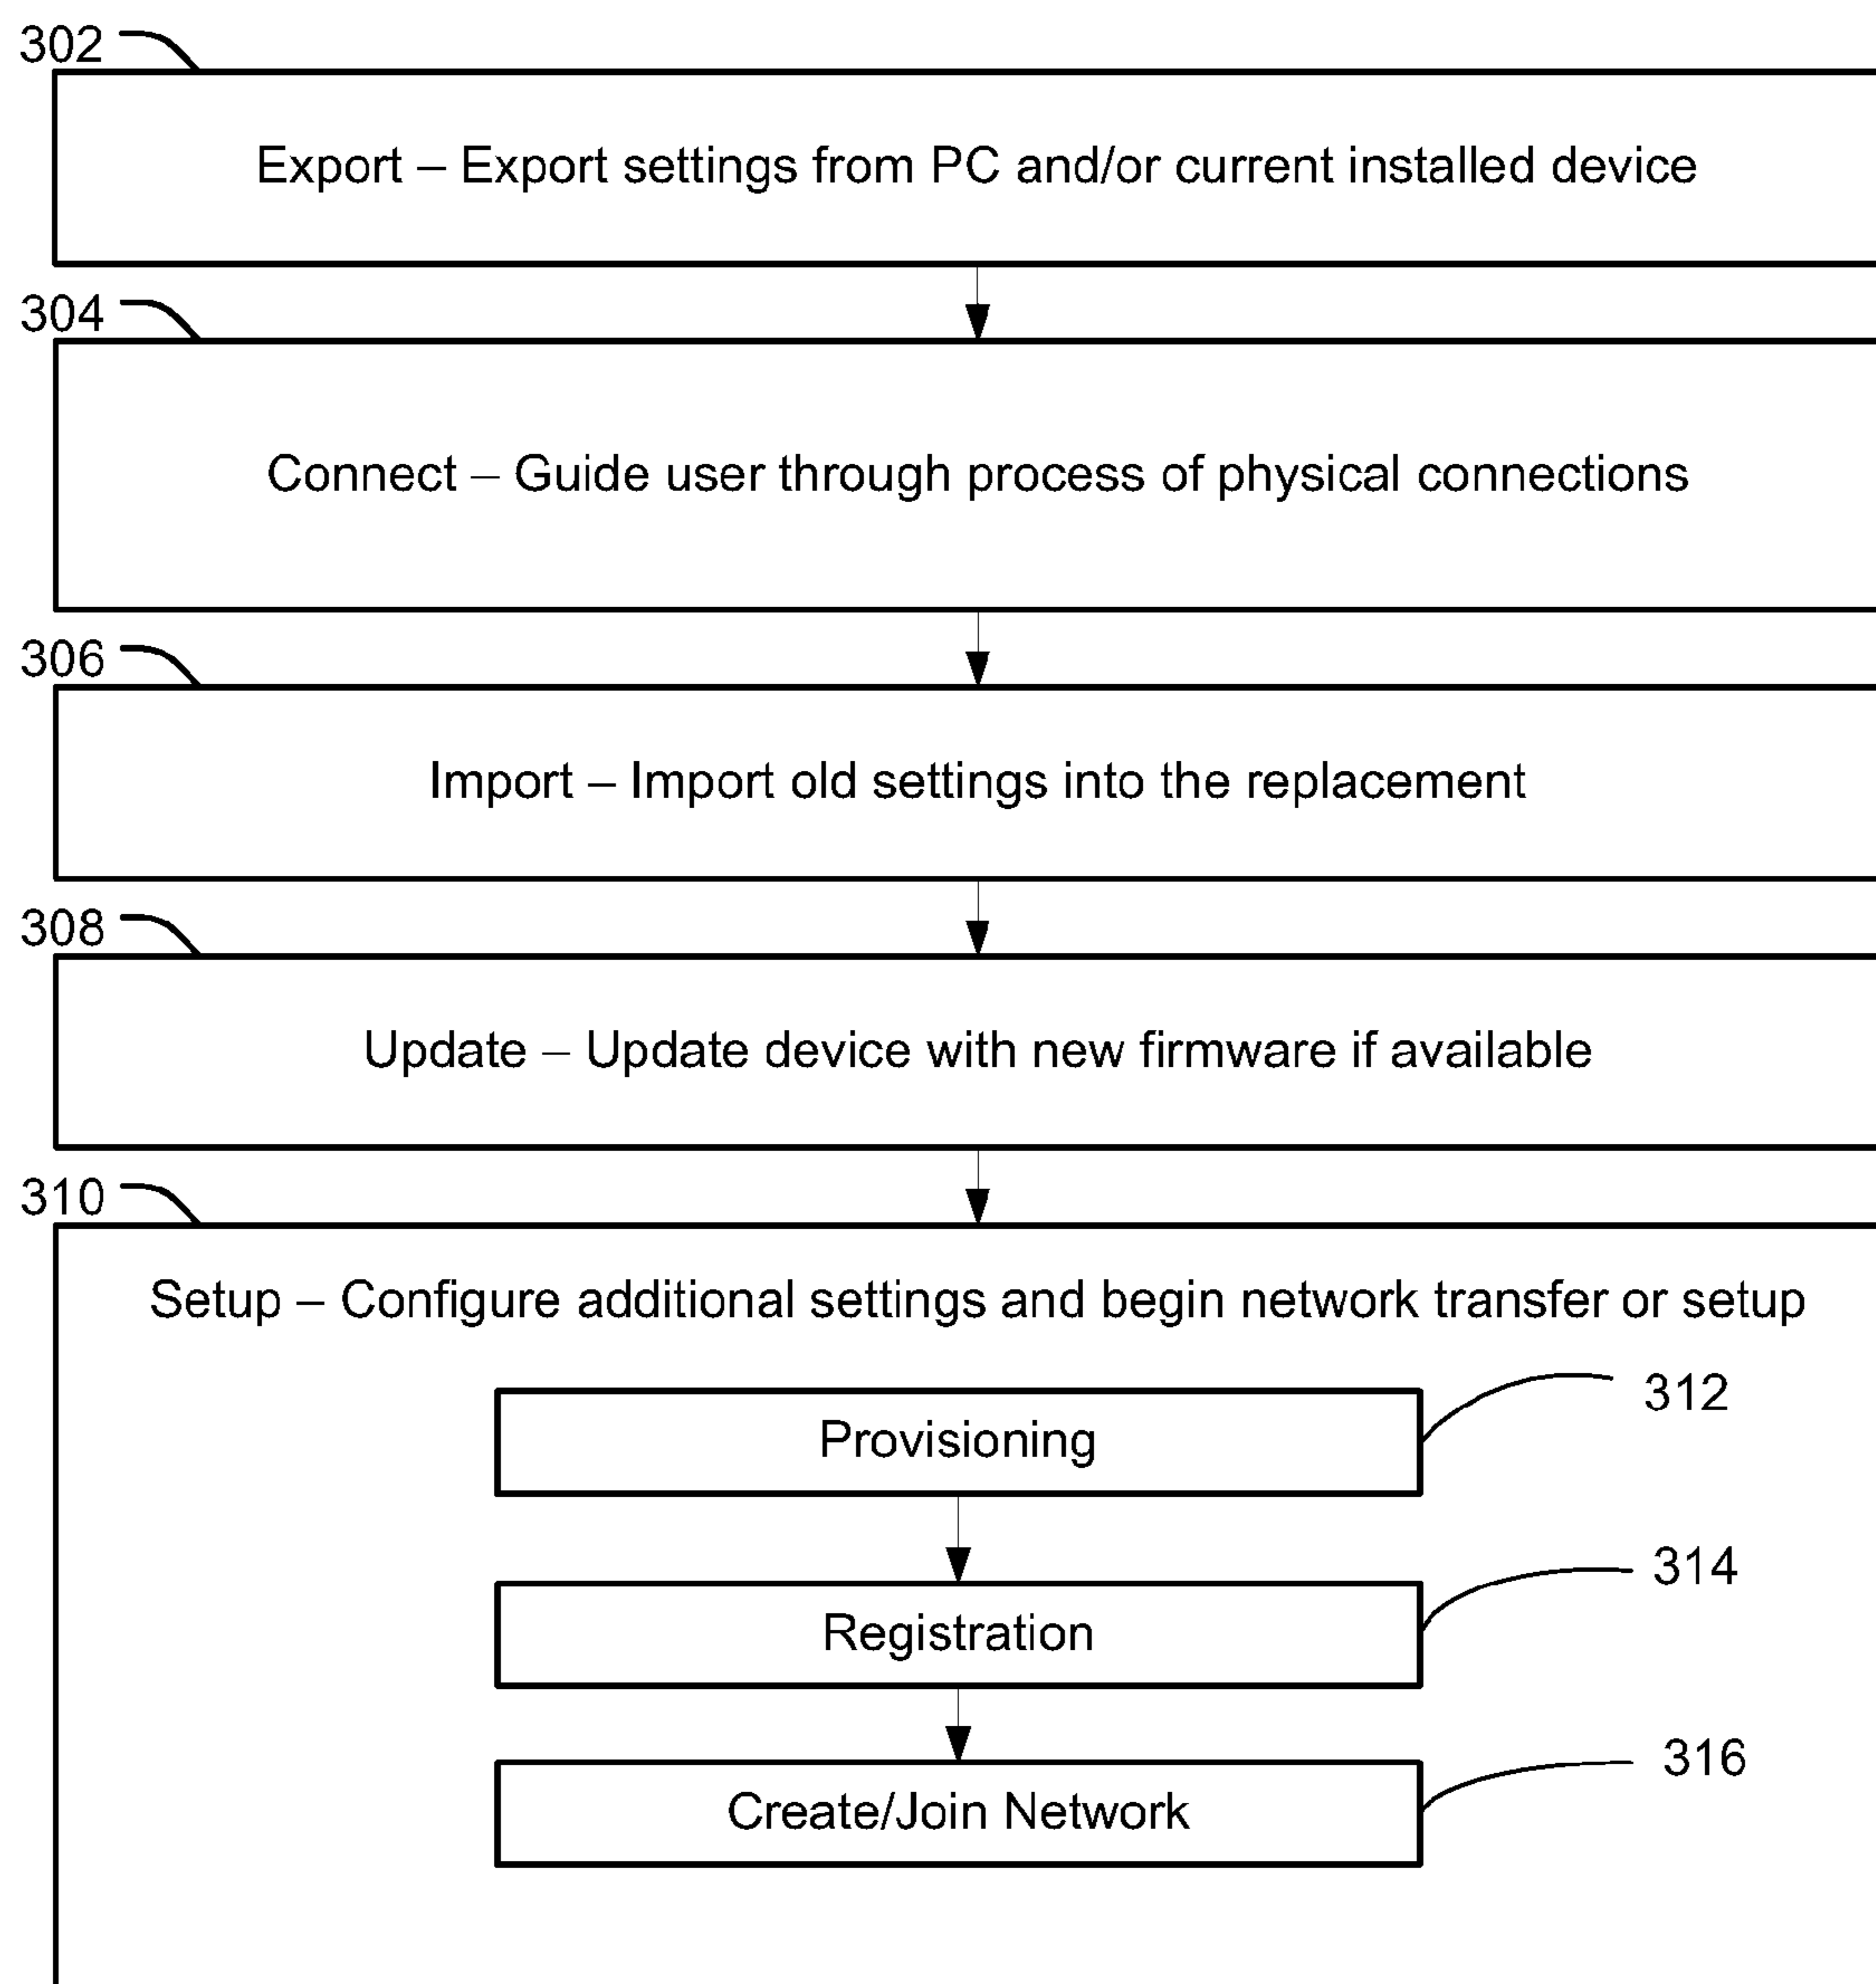 302
Export – Export settings from PC and/or current installed device
304
Connect – Guide user through process of physical connections
306
Import – Import old settings into the replacement
308
Update – Update device with new firmware if available
310
Setup – Configure additional settings and begin network transfer or setup
312
Provisioning
314
Registration
316
Create/Join Network